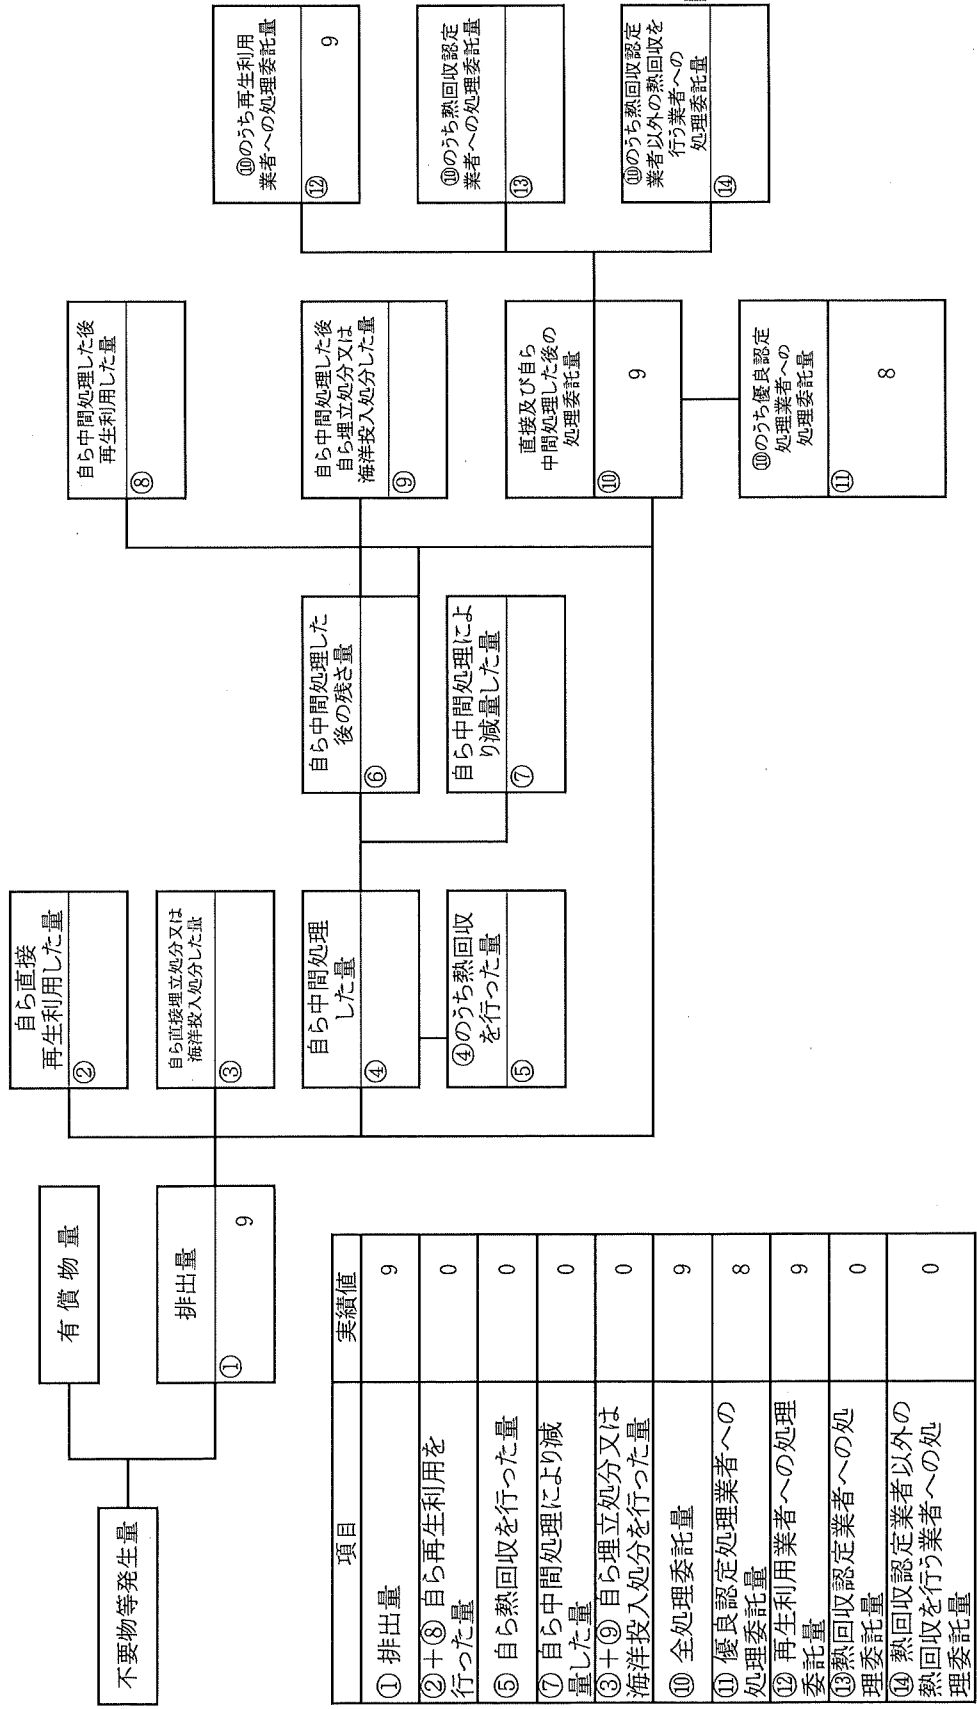 不要物等発生量
有償物量
排出量
①
9
自ら直接
再生利用した量
②
自ら直接埋立処分又は
海洋投入処分した量
③
自ら中間処理
した量
④
④のうち熱回収
を行った量
⑤
自ら中間処理した
後の残さ量
⑥
自ら中間処理によ
り減量した量
⑦
自ら中間処理した後
再生利用した量
⑧
自ら中間処理した後
自ら埋立処分又は
海洋投入処分した量
⑨
直接及び自ら
中間処理した後の
処理委託量
⑩
9
⑩のうち優良認定
処理業者への
処理委託量
⑪
8
⑩のうち再生利用
業者への処理委託量
⑫
9
⑩のうち熱回収認定
業者への処理委託量
⑬
⑩のうち熱回収認定
業者以外の熱回収を
行う業者への
処理委託量
⑭
項目 実績値
①排出量 9
②+⑧ 自ら再生利用を
行った量 0
⑤ 自ら熱回収を行った量 0
⑦ 自ら中間処理により減
量した量 0
③+⑨ 自ら埋立処分又は
海洋投入処分を行った量 0
⑩ 全処理委託量 9
⑪ 優良認定処理業者への
処理委託量 8
⑫ 再生利用業者への処理
委託量 9
⑬熱回収認定業者への処
理委託量 0
⑭ 熱回収認定業者以外の
熱回収を行う業者への処
理委託量 0